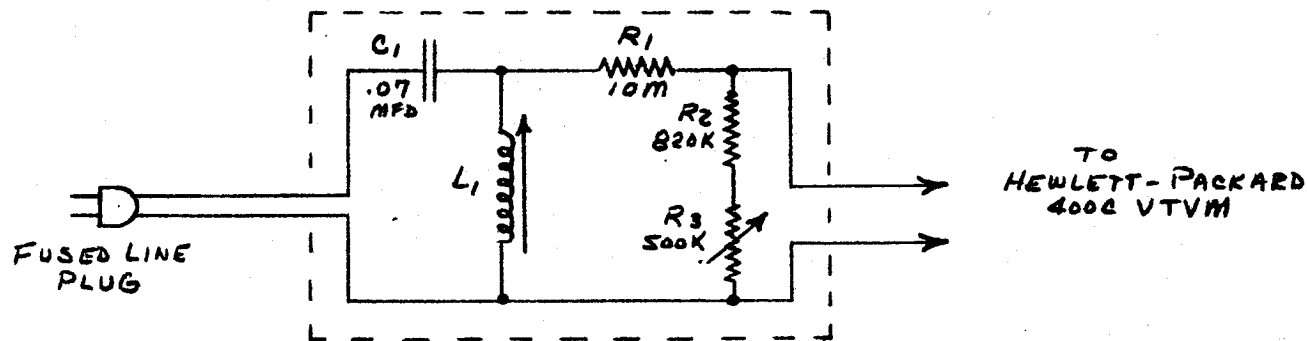 C1
.07
MFD
R1
10M
L1
R2
820K
R3
500K
FUSED LINE
PLUG
TO
HEWLETT-PACKARD
400C VTVM